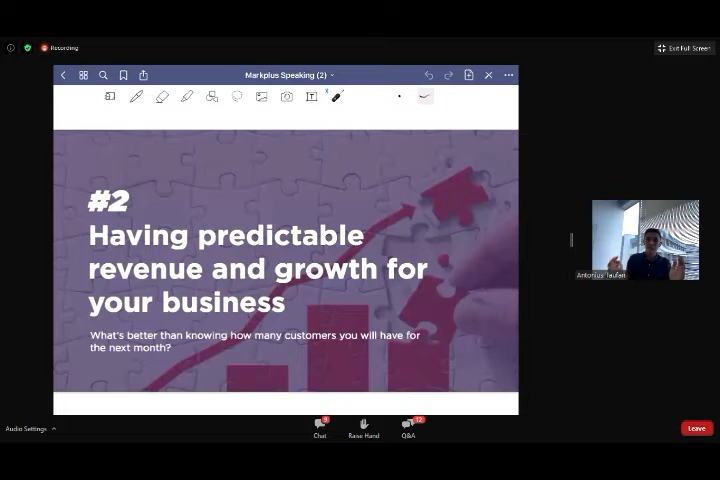 Recording
Exit Full Screen
Markplus Speaking (2)
#2
Having predictable
revenue and growth for
your business
What's better than knowing how many customers you will have for
the next month?
Antonius Taufan
Audio Settings
9
Chat
Raise Hand
12
Q&A
Leave